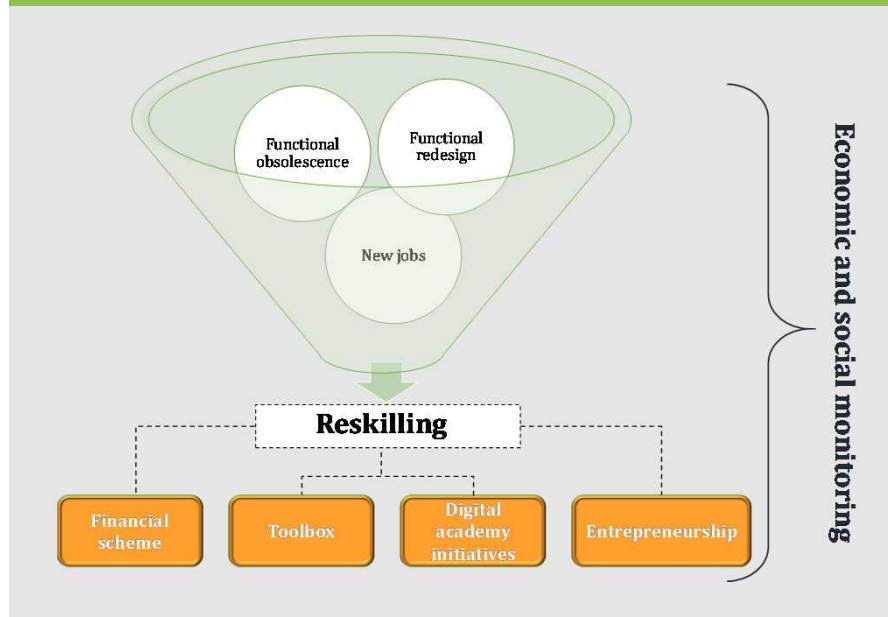 Functional
obsolescence
Functional
redesign
New jobs
Reskilling
Financial
scheme
Toolbox
Digital
academy
initiatives
Entrepreneurship
Economic and social monitoring